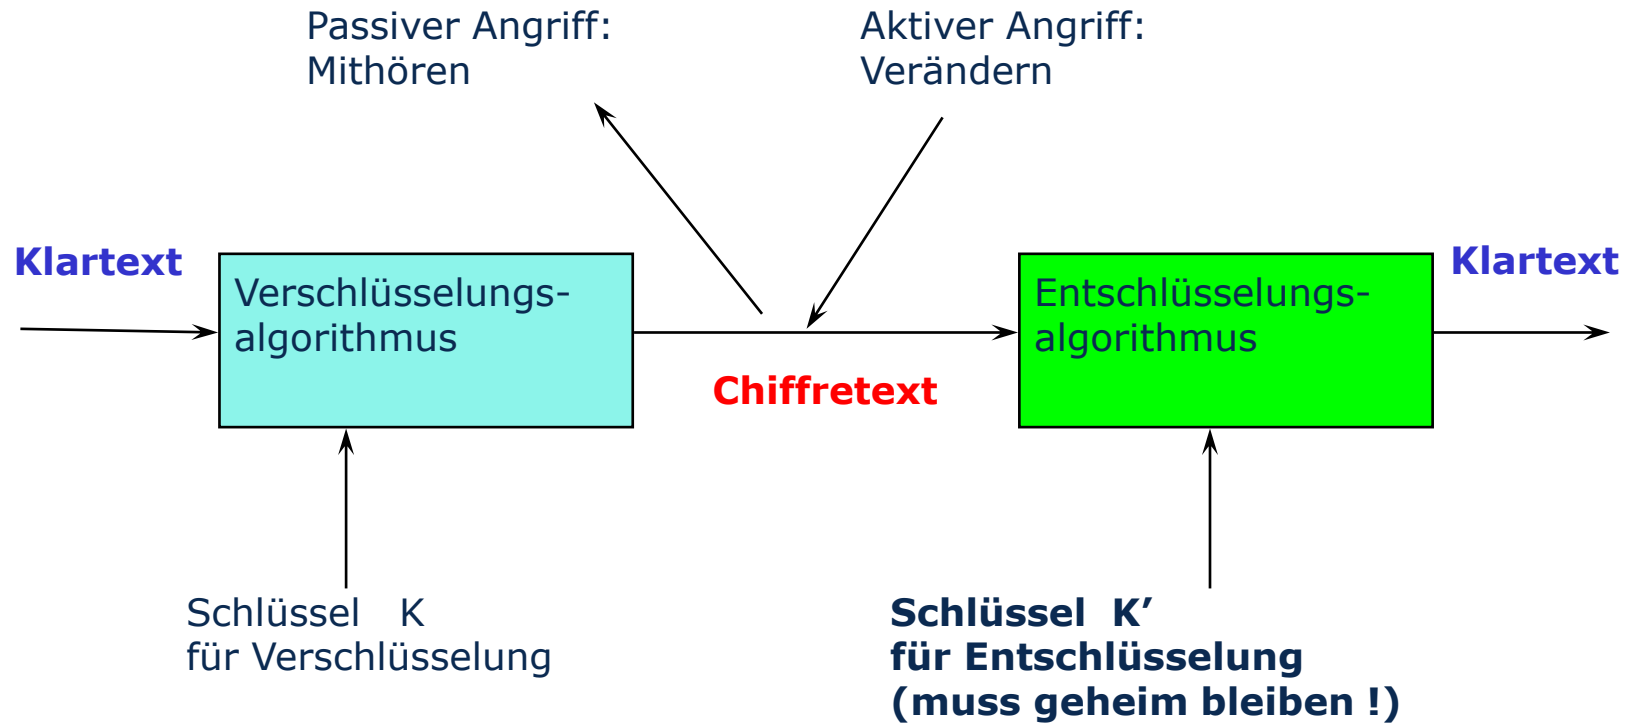 Passiver Angriff:
Mithören
Aktiver Angriff:
Verändern
Klartext
Verschlüsselungs-
algorithmus
Chiffretext
Entschlüsselungs-
algorithmus
Klartext
Schlüssel K
für Verschlüsselung
Schlüssel K’
für Entschlüsselung
(muss geheim bleiben !)